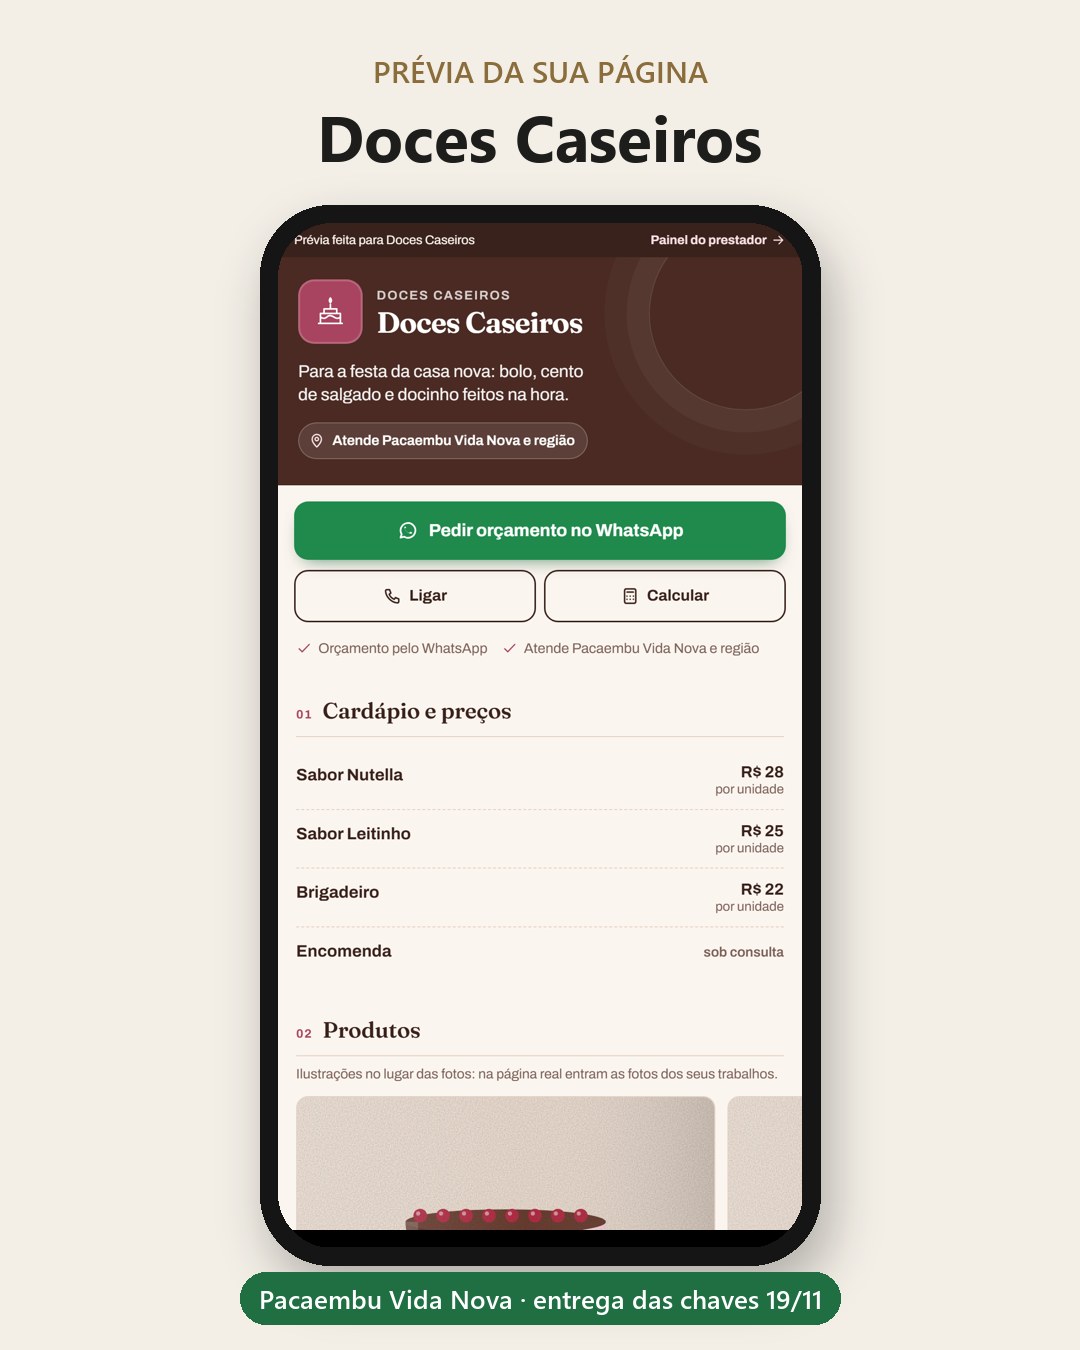 PRÉVIA DA SUA PÁGINA
Doces Caseiros
Prévia feita para Doces Caseiros
Painel do prestador →
DOCES CASEIROS
Doces Caseiros
Para a festa da casa nova: bolo, cento
de salgado e docinho feitos na hora.
Atende Pacaembu Vida Nova e região
Pedir orçamento no WhatsApp
Ligar
Calcular
Orçamento pelo WhatsApp
Atende Pacaembu Vida Nova e região
01 Cardápio e preços
Sabor Nutella
R$ 28
por unidade
Sabor Leitinho
R$ 25
por unidade
Brigadeiro
R$ 22
por unidade
Encomenda
sob consulta
02 Produtos
Ilustrações no lugar das fotos: na página real entram as fotos dos seus trabalhos.
Pacaembu Vida Nova · entrega das chaves 19/11